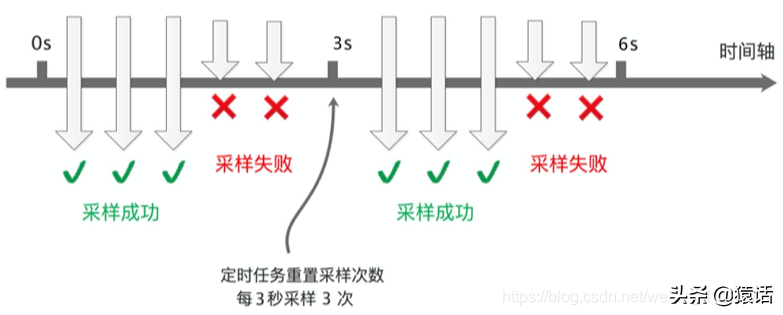 0s
3s
6s
时间轴
采样失败
采样失败
采样成功
采样成功
定时任务重置采样次数
每3秒采样 3 次
https://blog.csdn.net/we
头条 @猿话